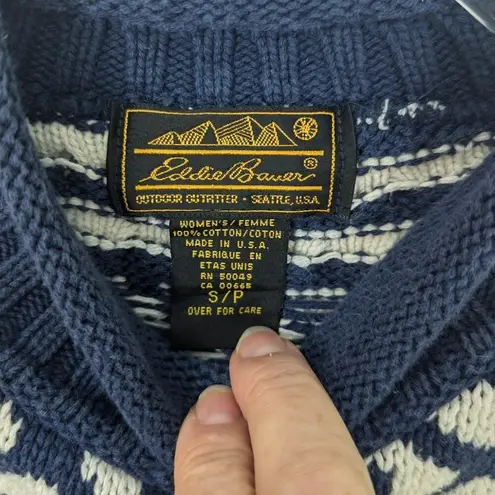 Eddie Bauer®
OUTDOOR OUTFITTER · SEATTLE, U.S.A.
WOMEN'S/FEMME
100% COTTON/COTON
MADE IN U.S.A.
FABRIQUE EN
ETAS UNIS
RN 50049
CA 00665
S/P
OVER FOR CARE